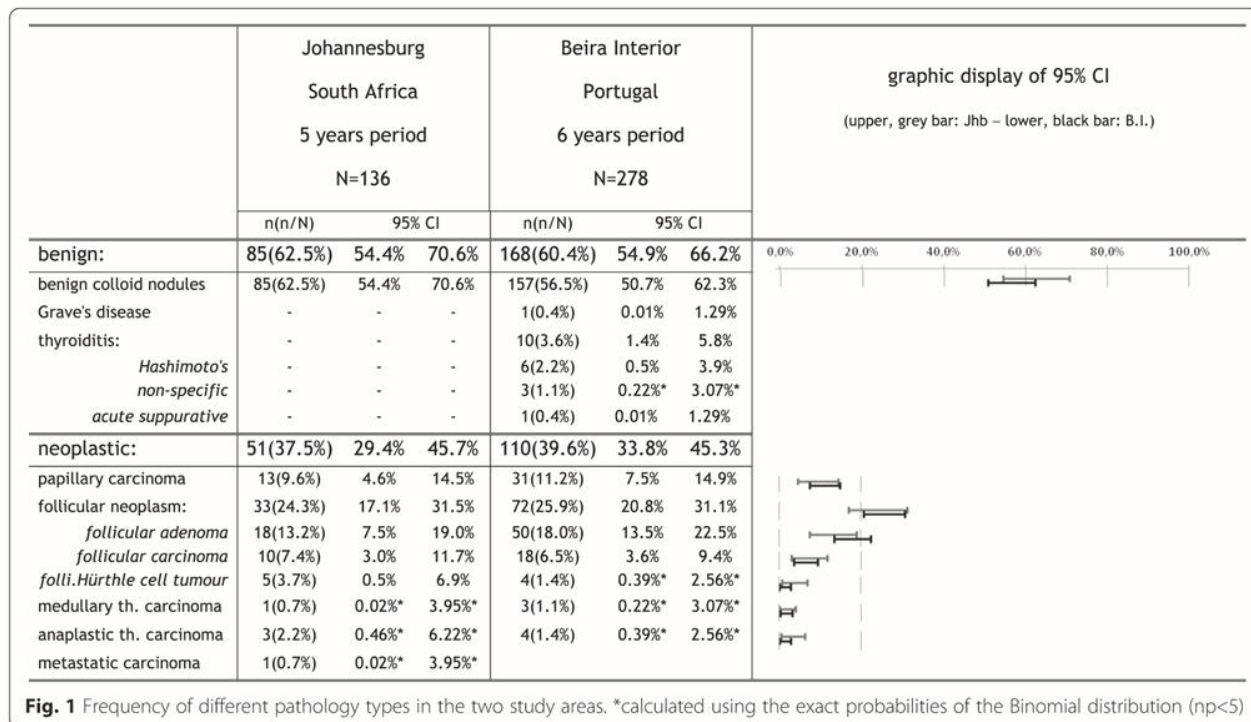 Johannesburg
South Africa
5 years period
N=136
Beira Interior
Portugal
6 years period
N=278
graphic display of 95% CI
(upper, grey bar: Jhb – lower, black bar: B.I.)
n(n/N) 95% CI n(n/N) 95% CI
benign: 85(62.5%) 54.4% 70.6% 168(60.4%) 54.9% 66.2%
0,0% 20,0% 60,0% 80,0% 100,0%
benign colloid nodules 85(62.5%) 54.4% 70.6% 157(56.5%) 50.7% 62.3%
Grave's disease - - - 1(0.4%) 0.01% 1.29%
thyroiditis: - - - 10(3.6%) 1.4% 5.8%
Hashimoto's - - - 6(2.2%) 0.5% 3.9%
non-specific - - - 3(1.1%) 0.22%* 3.07%*
acute suppurative - - - 1(0.4%) 0.01% 1.29%
neoplastic: 51(37.5%) 29.4% 45.7% 110(39.6%) 33.8% 45.3%
papillary carcinoma 13(9.6%) 4.6% 14.5% 31(11.2%) 7.5% 14.9%
follicular neoplasm: 33(24.3%) 17.1% 31.5% 72(25.9%) 20.8% 31.1%
follicular adenoma 18(13.2%) 7.5% 19.0% 50(18.0%) 13.5% 22.5%
follicular carcinoma 10(7.4%) 3.0% 11.7% 18(6.5%) 3.6% 9.4%
folli.Hürthle cell tumour 5(3.7%) 0.5% 6.9% 4(1.4%) 0.39%* 2.56%*
medullary th. carcinoma 1(0.7%) 0.02%* 3.95%* 3(1.1%) 0.22%* 3.07%*
anaplastic th. carcinoma 3(2.2%) 0.46%* 6.22%* 4(1.4%) 0.39%* 2.56%*
metastatic carcinoma 1(0.7%) 0.02%* 3.95%*
Fig. 1 Frequency of different pathology types in the two study areas. *calculated using the exact probabilities of the Binomial distribution (np<5)